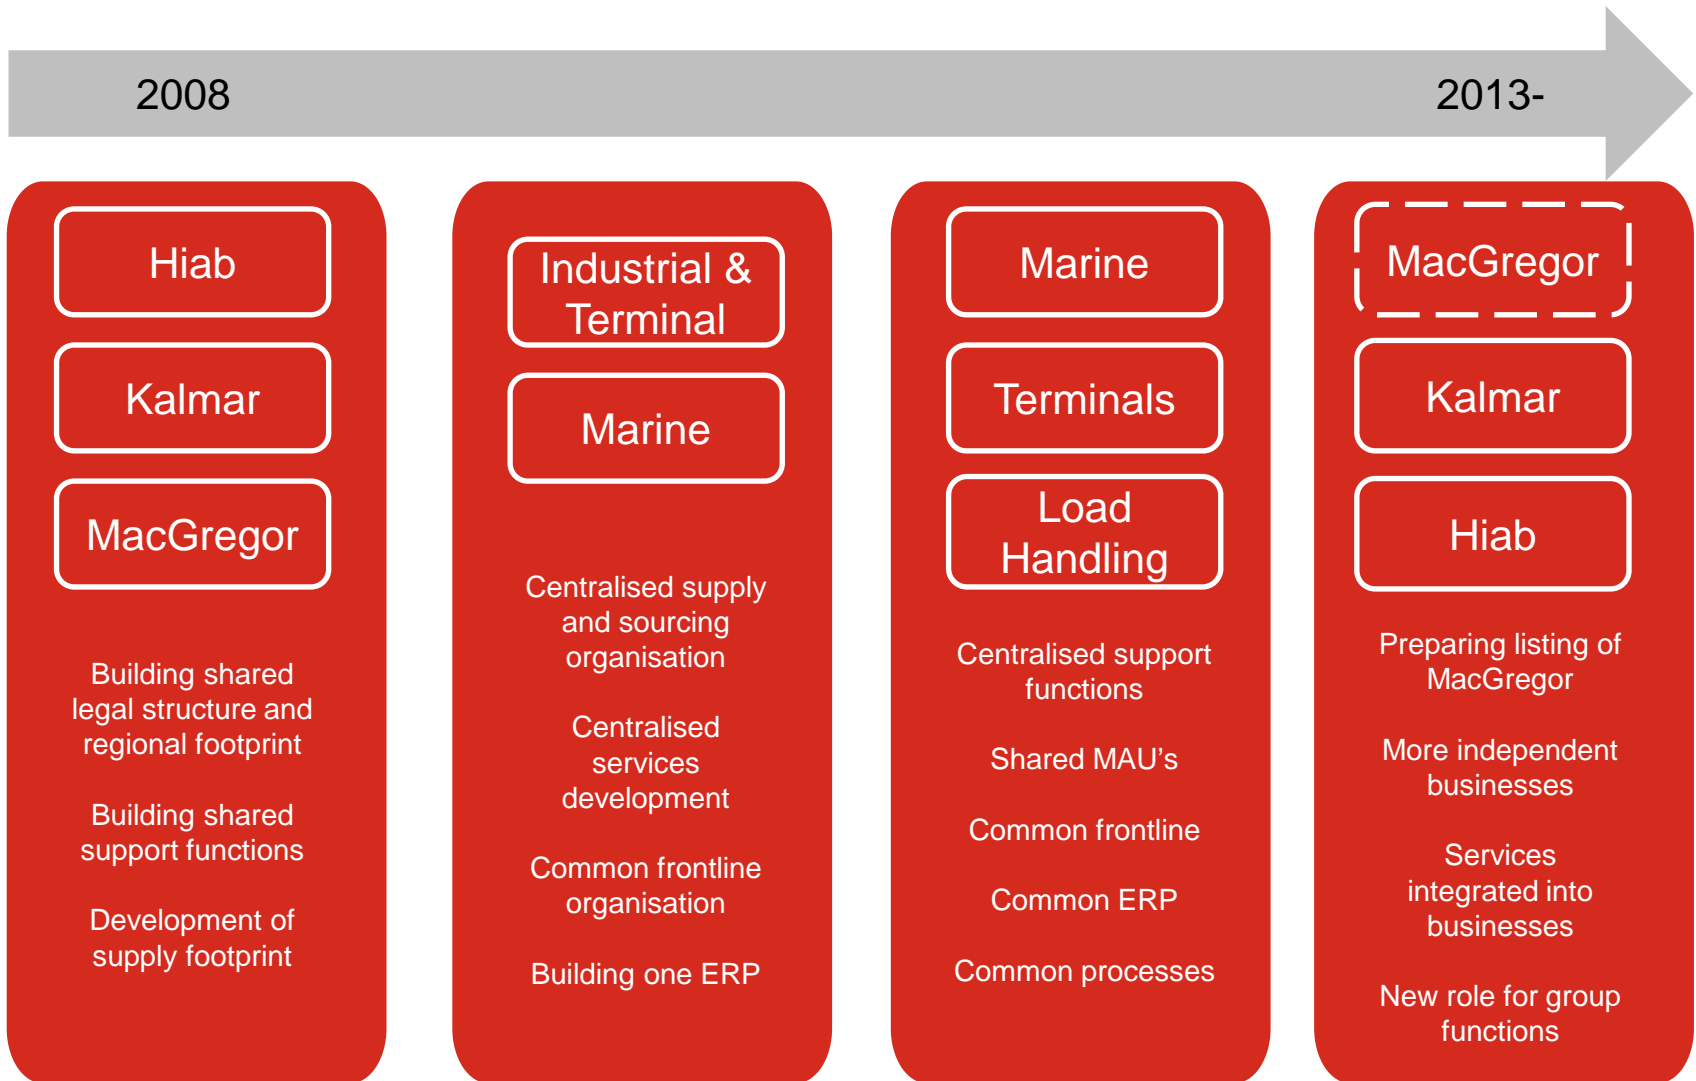 2008
2013-
Hiab
Kalmar
MacGregor
Building shared
legal structure and
regional footprint
Building shared
support functions
Development of
supply footprint
Industrial &
Terminal
Marine
Centralised supply
and sourcing
organisation
Centralised
services
development
Common frontline
organisation
Building one ERP
Marine
Terminals
Load
Handling
Centralised support
functions
Shared MAU’s
Common frontline
Common ERP
Common processes
MacGregor
Kalmar
Hiab
Preparing listing of
MacGregor
More independent
businesses
Services
integrated into
businesses
New role for group
functions